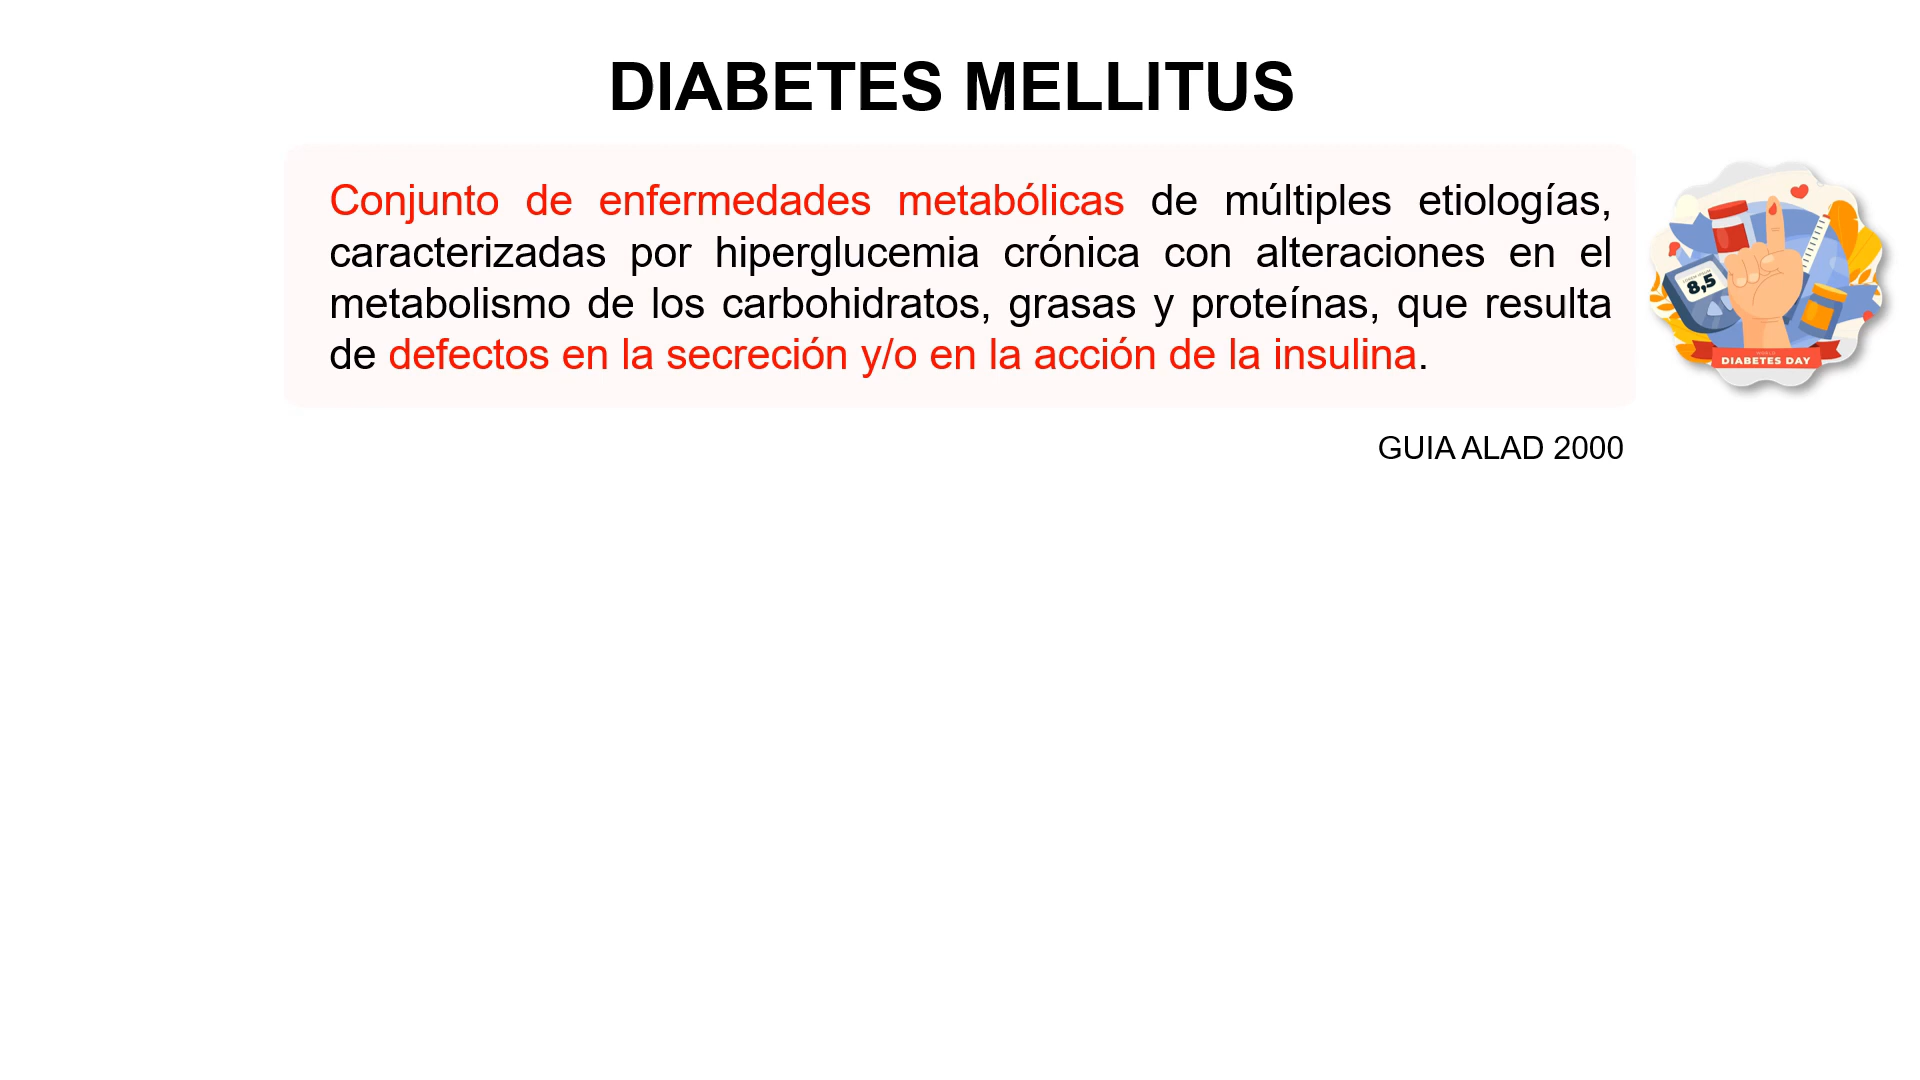 DIABETES MELLITUS
Conjunto de enfermedades metabólicas de múltiples etiologías,
caracterizadas por hiperglucemia crónica con alteraciones en el
metabolismo de los carbohidratos, grasas y proteínas, que resulta
de defectos en la secreción y/o en la acción de la insulina.
8,5
DIABETES DAY
GUIA ALAD 2000